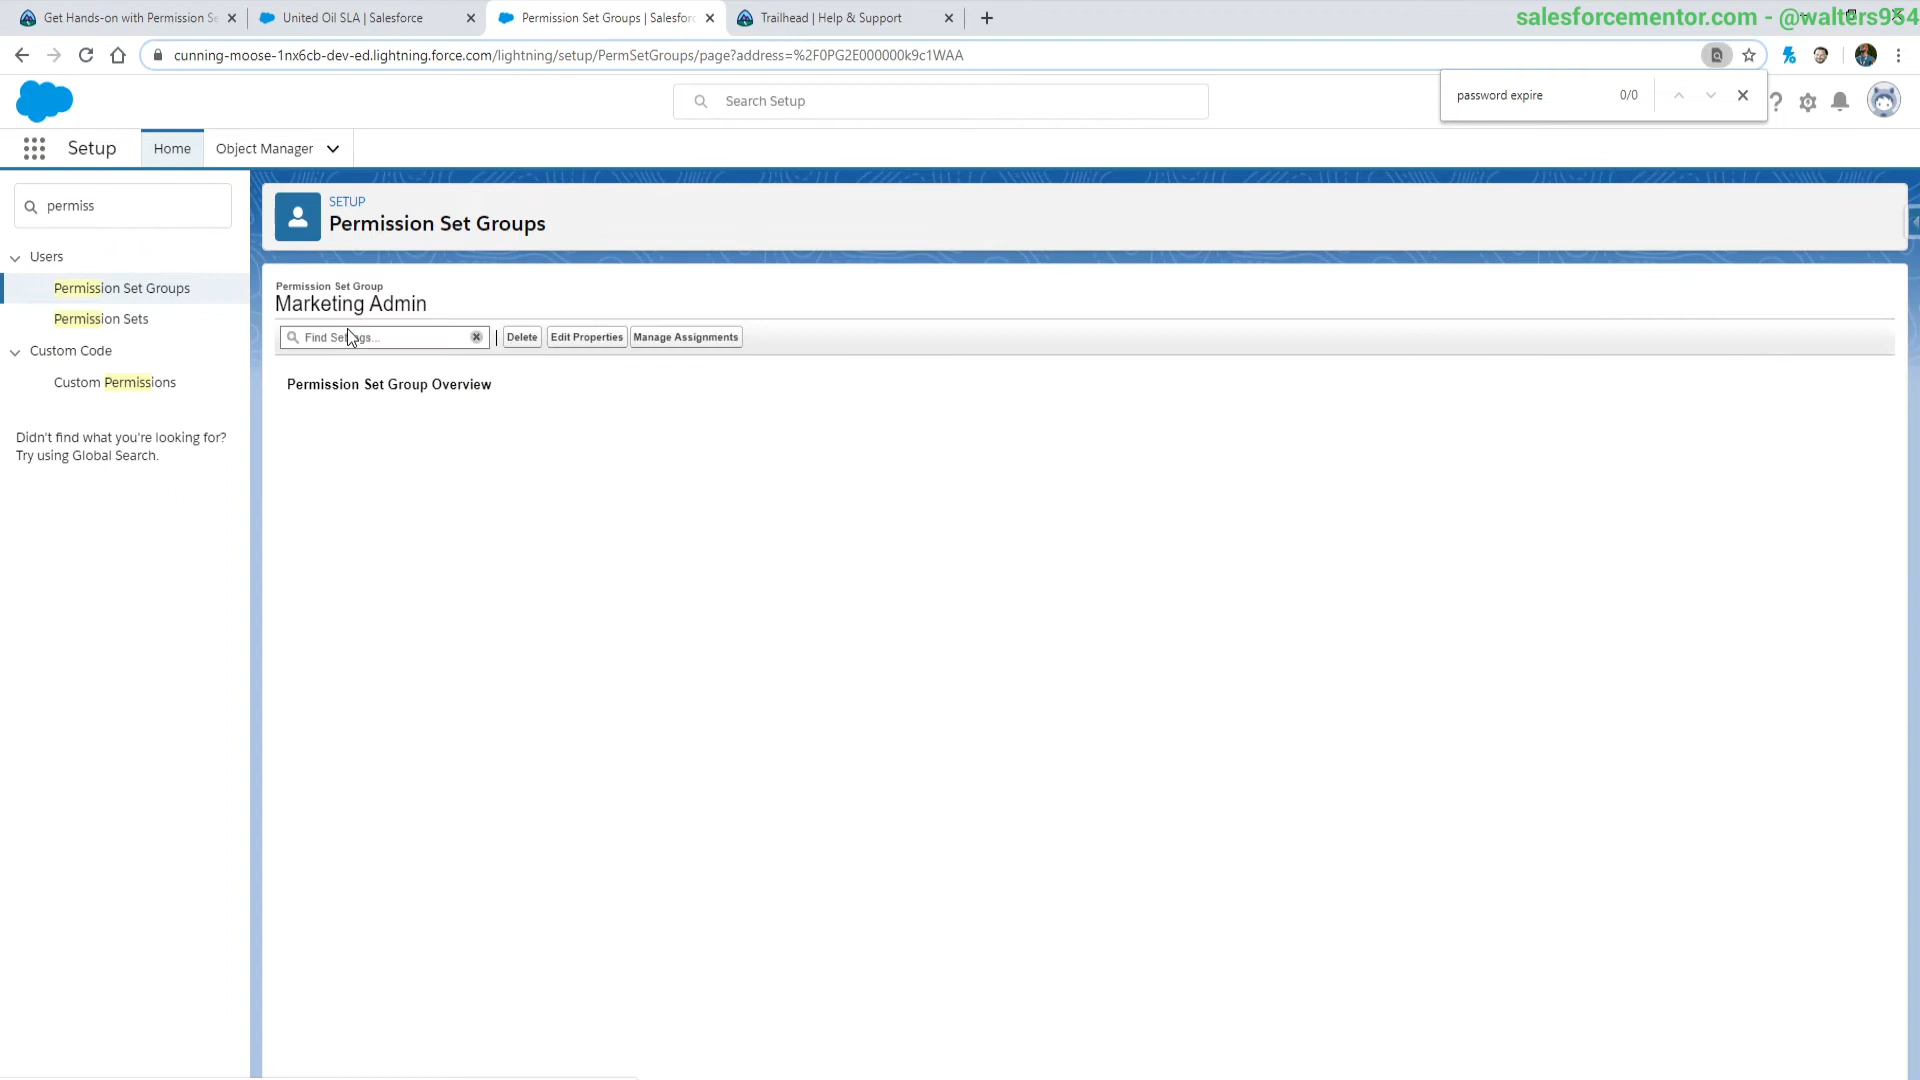 Get Hands-on with Permission Se
United Oil SLA | Salesforce
Permission Set Groups | Salesforc
Trailhead | Help & Support
salesforcementor.com - @walters954
cunning-moose-1nx6cb-dev-ed.lightning.force.com/lightning/setup/PermSetGroups/page?address=%2F0PG2E000000k9c1WAA
password expire
0/0
Search Setup
Setup
Home
Object Manager
permiss
Users
Permission Set Groups
Permission Sets
Custom Code
Custom Permissions
Didn't find what you're looking for?
Try using Global Search.
SETUP
Permission Set Groups
Permission Set Group
Marketing Admin
Find Settings...
Delete
Edit Properties
Manage Assignments
Permission Set Group Overview